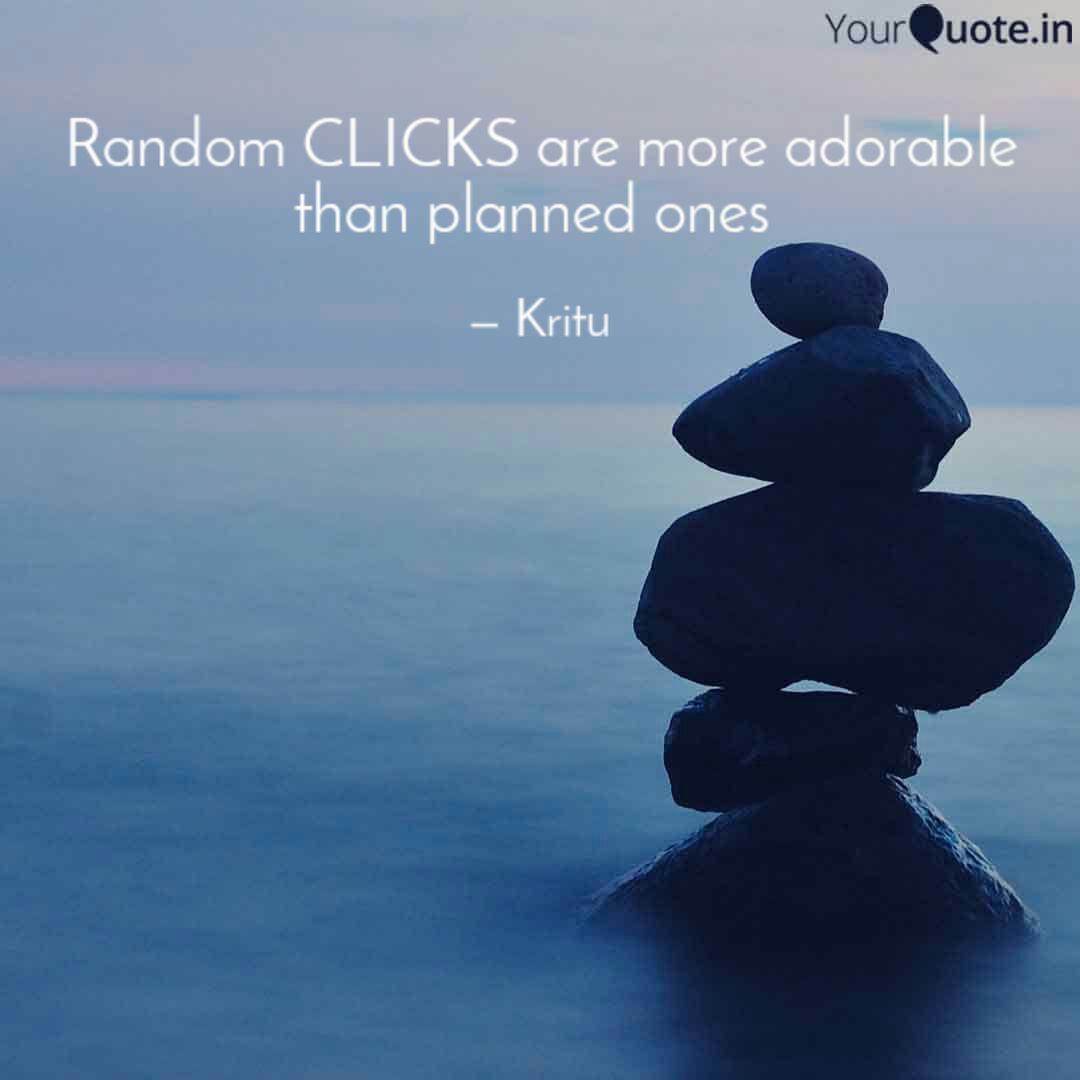 YourQuote.in
Random CLICKS are more adorable
than planned ones
– Kritu